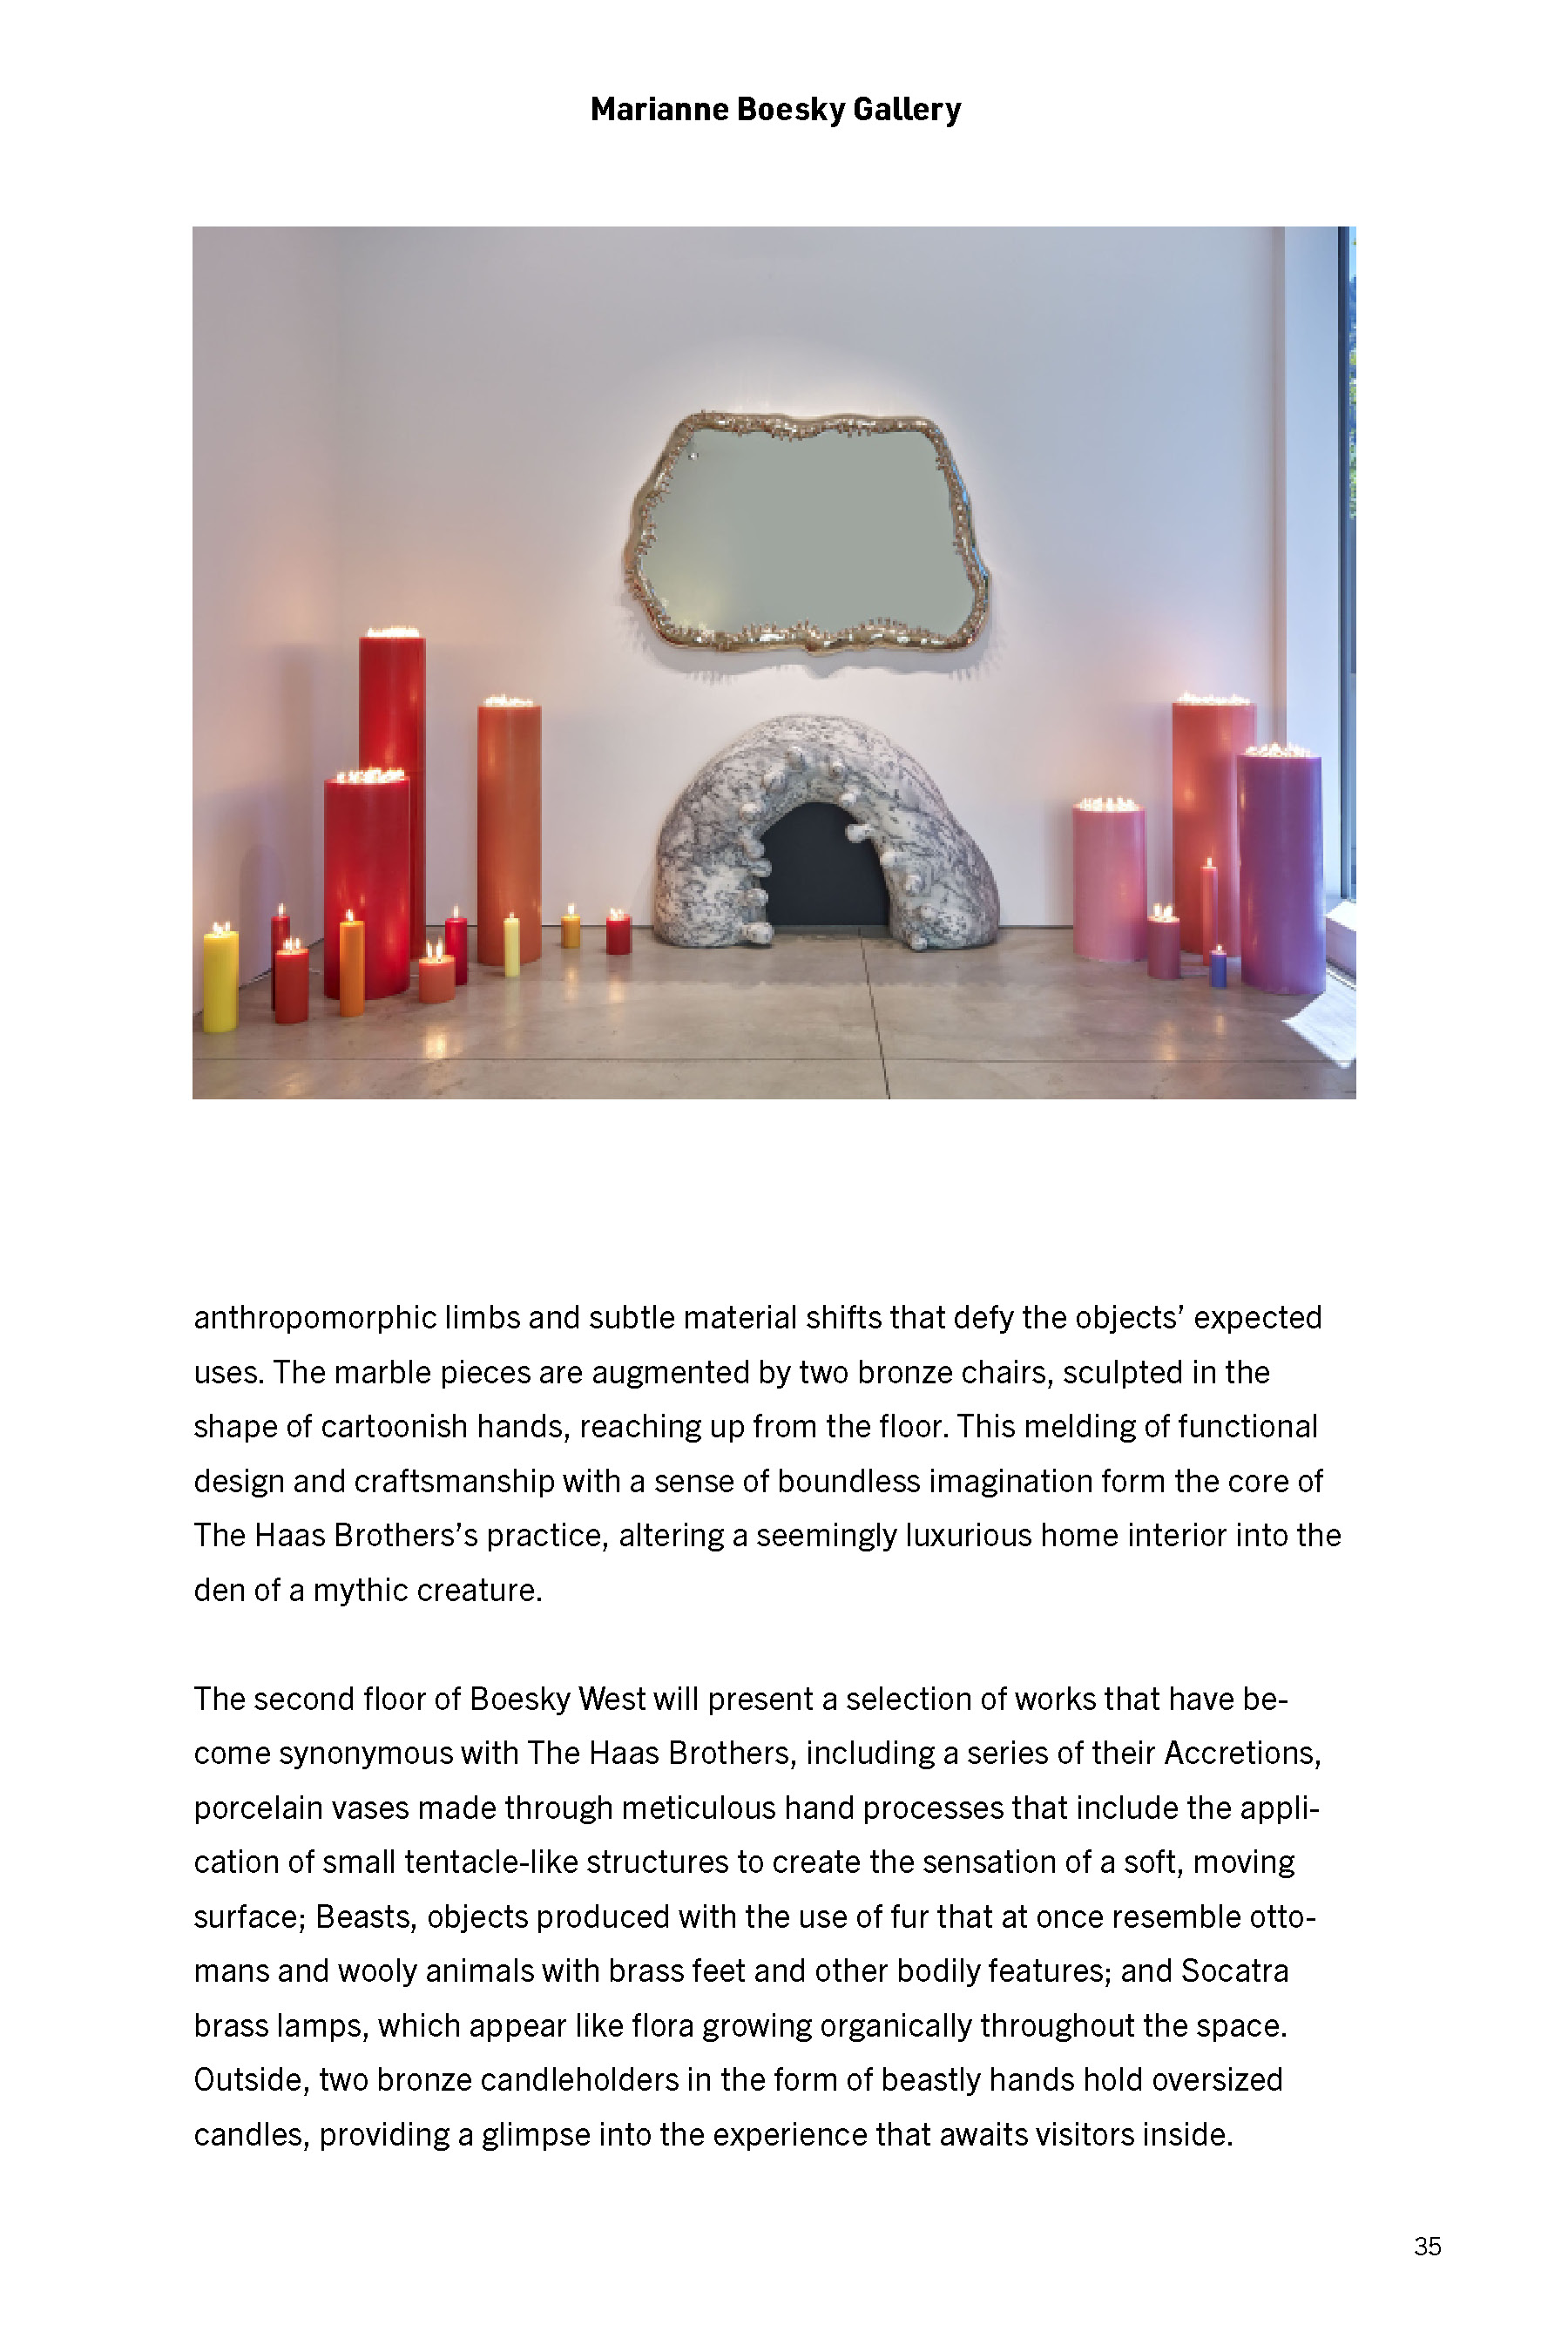 Marianne Boesky Gallery
anthropomorphic limbs and subtle material shifts that defy the objects’ expected
uses. The marble pieces are augmented by two bronze chairs, sculpted in the
shape of cartoonish hands, reaching up from the floor. This melding of functional
design and craftsmanship with a sense of boundless imagination form the core of
The Haas Brothers’s practice, altering a seemingly luxurious home interior into the
den of a mythic creature.
The second floor of Boesky West will present a selection of works that have be-
come synonymous with The Haas Brothers, including a series of their Accretions,
porcelain vases made through meticulous hand processes that include the appli-
cation of small tentacle-like structures to create the sensation of a soft, moving
surface; Beasts, objects produced with the use of fur that at once resemble otto-
mans and wooly animals with brass feet and other bodily features; and Socatra
brass lamps, which appear like flora growing organically throughout the space.
Outside, two bronze candleholders in the form of beastly hands hold oversized
candles, providing a glimpse into the experience that awaits visitors inside.
35